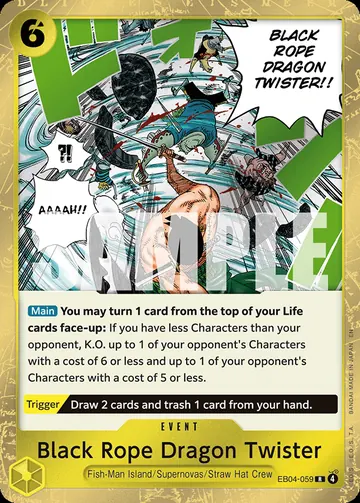 6
BLACK
ROPE
DRAGON
TWISTER!!
?!
AAAAH!!
SAMPLE
Main You may turn 1 card from the top of your Life
cards face-up: If you have less Characters than your
opponent, K.O. up to 1 of your opponent's Characters
with a cost of 6 or less and up to 1 of your opponent's
Characters with a cost of 5 or less.
Trigger Draw 2 cards and trash 1 card from your hand.
EVENT
Black Rope Dragon Twister
Fish-Man Island/Supernovas/Straw Hat Crew
EB04-059 R 4